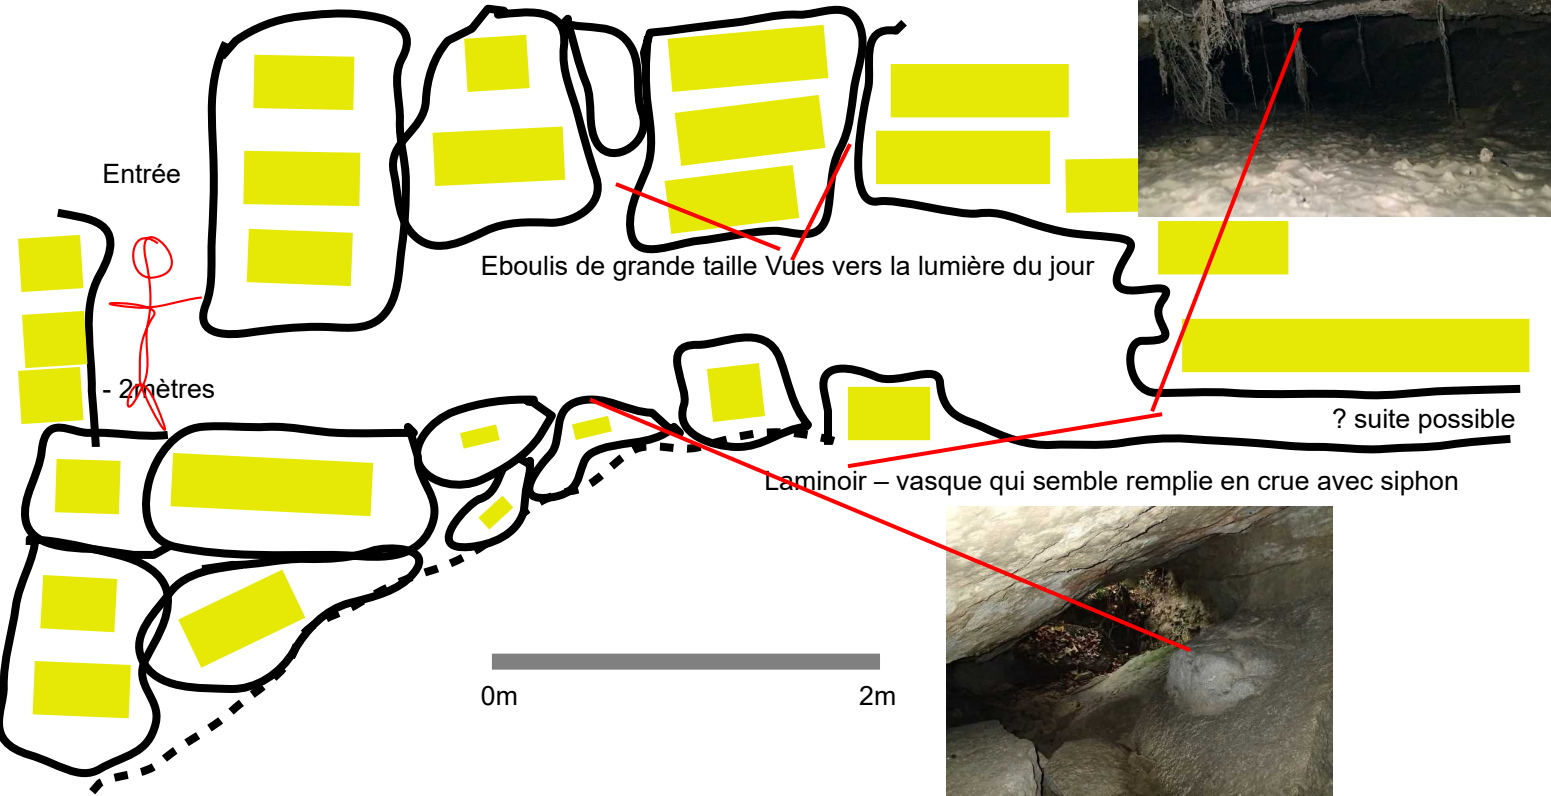 Entrée
Eboulis de grande taille Vues vers la lumière du jour
- 2mètres
? suite possible
Laminoir – vasque qui semble remplie en crue avec siphon
0m
2m